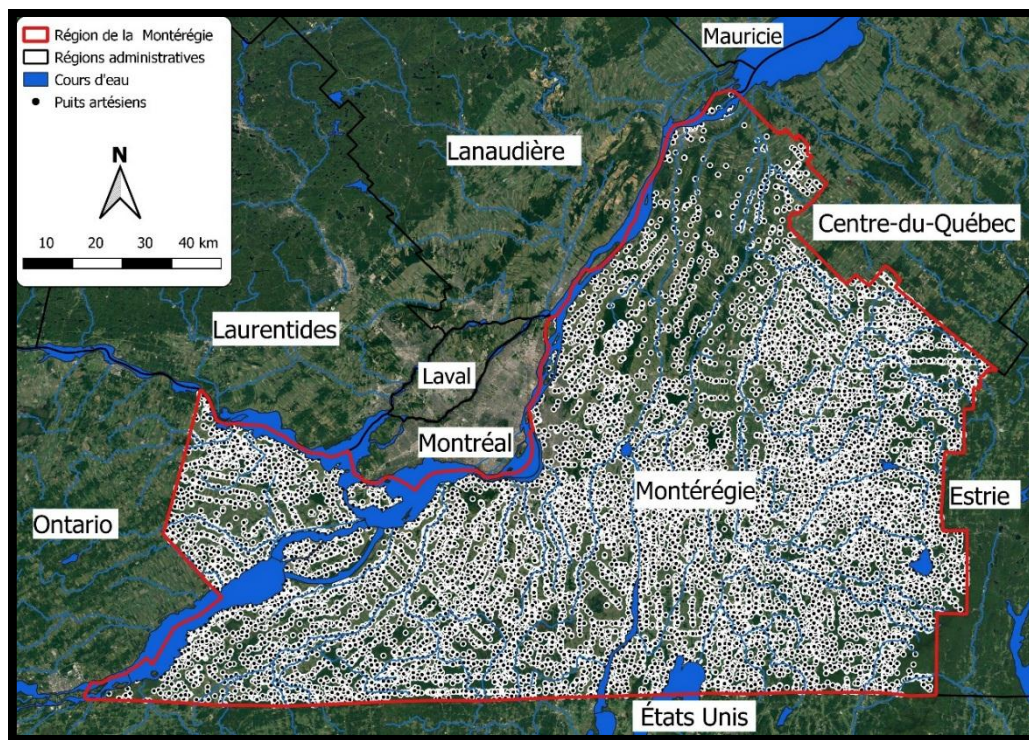 Région de la Montérégie
Régions administratives
Cours d'eau
Puits artésiens
N
10 20 30 40 km
Mauricie
Lanaudière
Centre-du-Québec
Laurentides
Laval
Montréal
Montérégie
Ontario
Estrie
États Unis